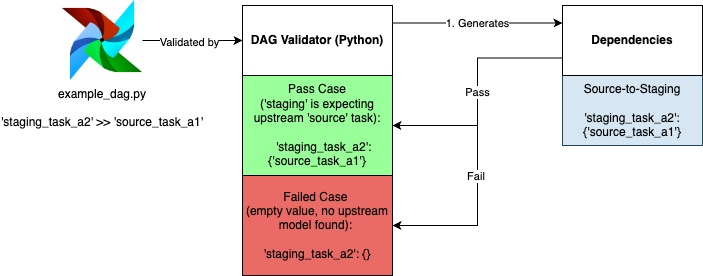 example_dag.py
'staging_task_a2' >> 'source_task_a1'
Validated by
DAG Validator (Python)
Pass Case
('staging' is expecting
upstream 'source' task):
'staging_task_a2':
{'source_task_a1'}
Failed Case
(empty value, no upstream
model found):
'staging_task_a2': {}
1. Generates
Pass
Fail
Dependencies
Source-to-Staging
'staging_task_a2':
{'source_task_a1'}